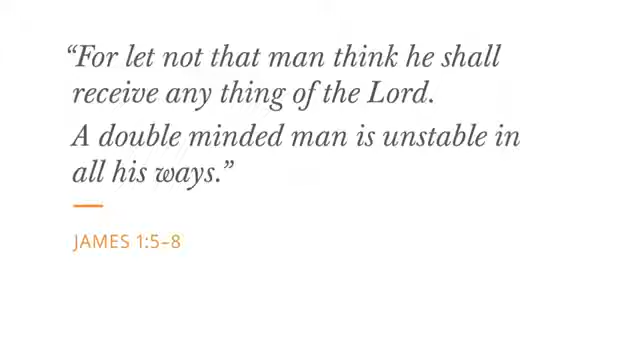 “For let not that man think he shall
receive any thing of the Lord.
A double minded man is unstable in
all his ways.”
JAMES 1:5–8